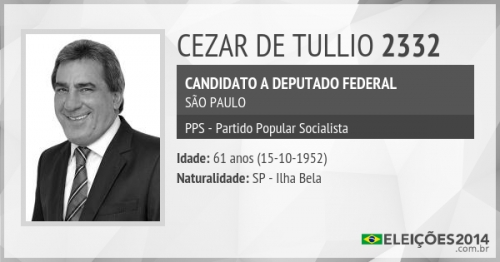 CEZAR DE TULLIO 2332
CANDIDATO A DEPUTADO FEDERAL
SÃO PAULO
PPS - Partido Popular Socialista
Idade: 61 anos (15-10-1952)
Naturalidade: SP - Ilha Bela
ELEIÇÕES2014
.com.br